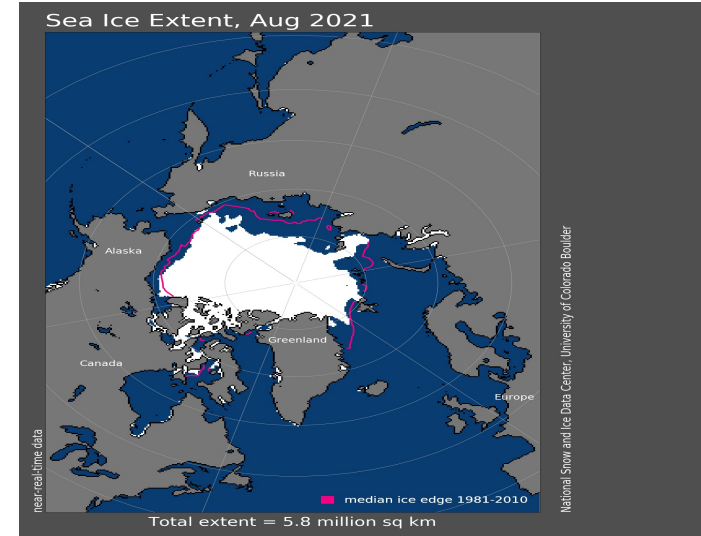 Sea Ice Extent, Aug 2021
Russia
Alaska
Greenland
Canada
Europe
median ice edge 1981-2010
Total extent = 5.8 million sq km
near-real-time data
National Snow and Ice Data Center, University of Colorado Boulder